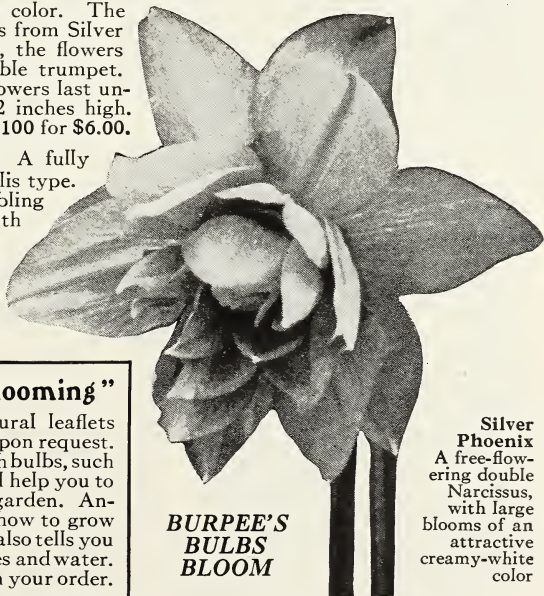 color. The
s from Silver
, the flowers
ble trumpet.
owers last un-
2 inches high.
100 for $6.00.
A fully
lis type.
bling
th
ooming"
ural leaflets
pon request.
n bulbs, such
l help you to
garden. An-
how to grow
also tells you
es and water.
n your order.
BURPEE'S
BULBS
BLOOM
Silver
Phoenix
A free-flow-
ering double
Narcissus,
with large
blooms of an
attractive
creamy-white
color